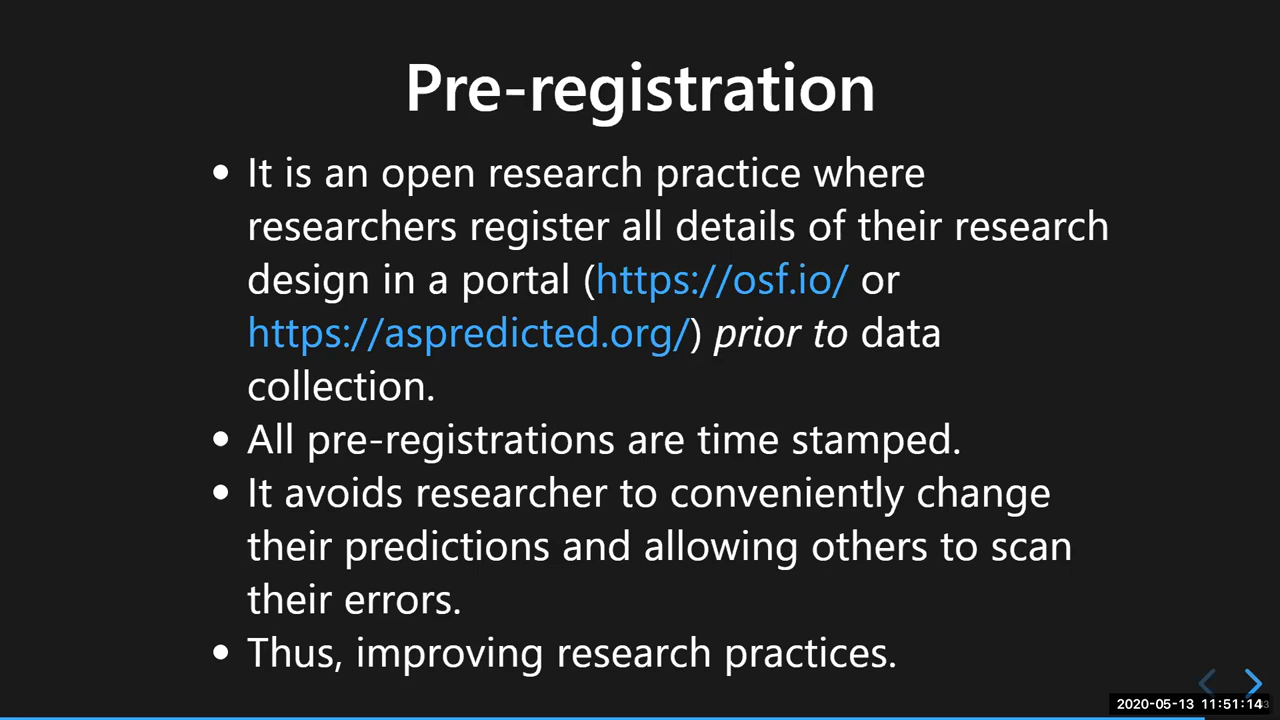 Pre-registration
• It is an open research practice where
researchers register all details of their research
design in a portal (https://osf.io/ or
https://aspredicted.org/) prior to data
collection.
• All pre-registrations are time stamped.
• It avoids researcher to conveniently change
their predictions and allowing others to scan
their errors.
• Thus, improving research practices.
2020-05-13 11:51:14